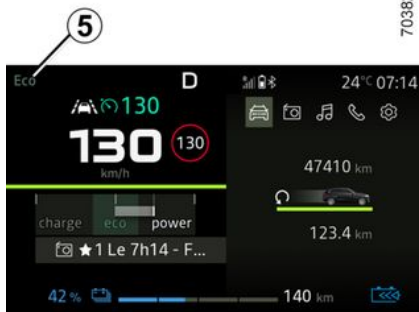 5
7038
Eco
D
24°C 07:14
130
130
130
km/h
47410 km
charge eco power
123.4 km
★1 Le 7h14 - F...
42 %
140 km